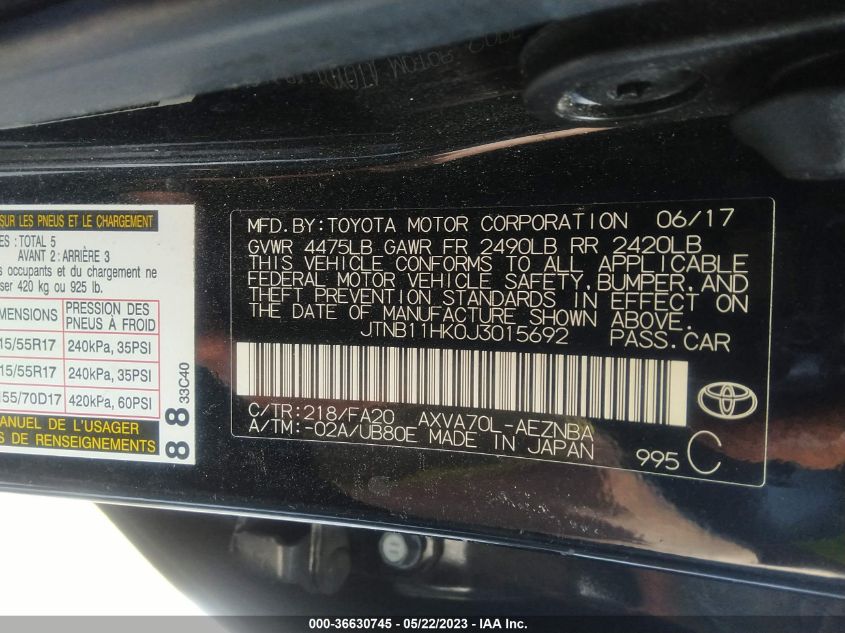 SUR LES PNEUS ET LE CHARGEMENT
ES : TOTAL 5
AVANT 2 : ARRIÈRE 3
s occupants et du chargement ne
ser 420 kg ou 925 lb.
MENSIONS PRESSION DES
PNEUS À FROID
15/55R17 240kPa, 35PSI
15/55R17 240kPa, 35PSI
155/70D17 420kPa, 60PSI
MANUEL DE L'USAGER
S DE RENSEIGNEMENTS
8 8 33C40
MFD.BY:TOYOTA MOTOR CORPORATION 06/17
GVWR 4475LB GAWR FR 2490LB RR 2420LB
THIS VEHICLE CONFORMS TO ALL APPLICABLE
FEDERAL MOTOR VEHICLE SAFETY,BUMPER,AND
THEFT PREVENTION STANDARDS IN EFFECT ON
THE DATE OF MANUFACTURE SHOWN ABOVE.
JTNB11HK0J3015692 PASS.CAR
C/TR:218/FA20 AXVA70L-AEZNBA
A/TM:-02A/UB80E MADE IN JAPAN
995 C
000-36630745 - 05/22/2023 - IAA Inc.